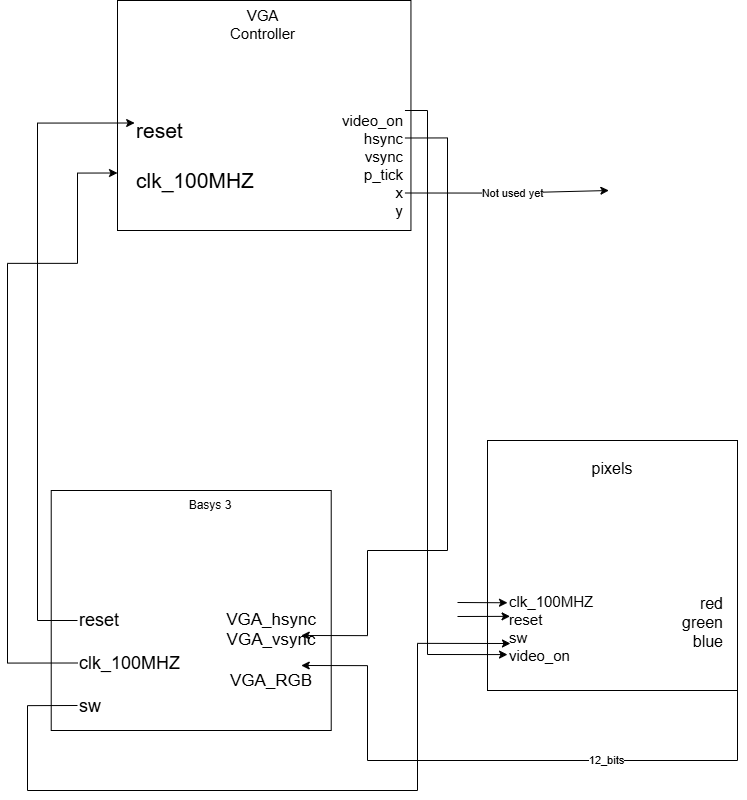 VGA
Controller
reset
clk_100MHZ
video_on
hsync
vsync
p_tick
x
y
Not used yet
Basys 3
reset
clk_100MHZ
sw
VGA_hsync
VGA_vsync
VGA_RGB
pixels
clk_100MHZ
reset
sw
video_on
red
green
blue
12_bits